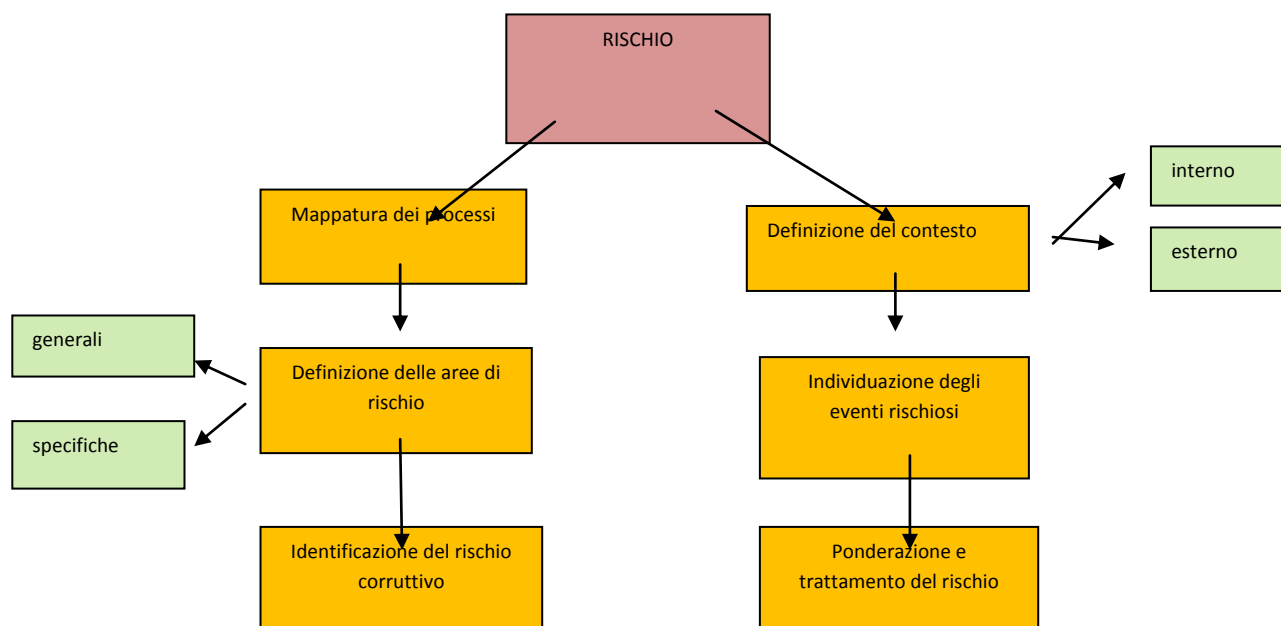 RISCHIO
Mappatura dei processi
Definizione del contesto
interno
esterno
generali
specifiche
Definizione delle aree di
rischio
Individuazione degli
eventi rischiosi
Identificazione del rischio
corruttivo
Ponderazione e
trattamento del rischio